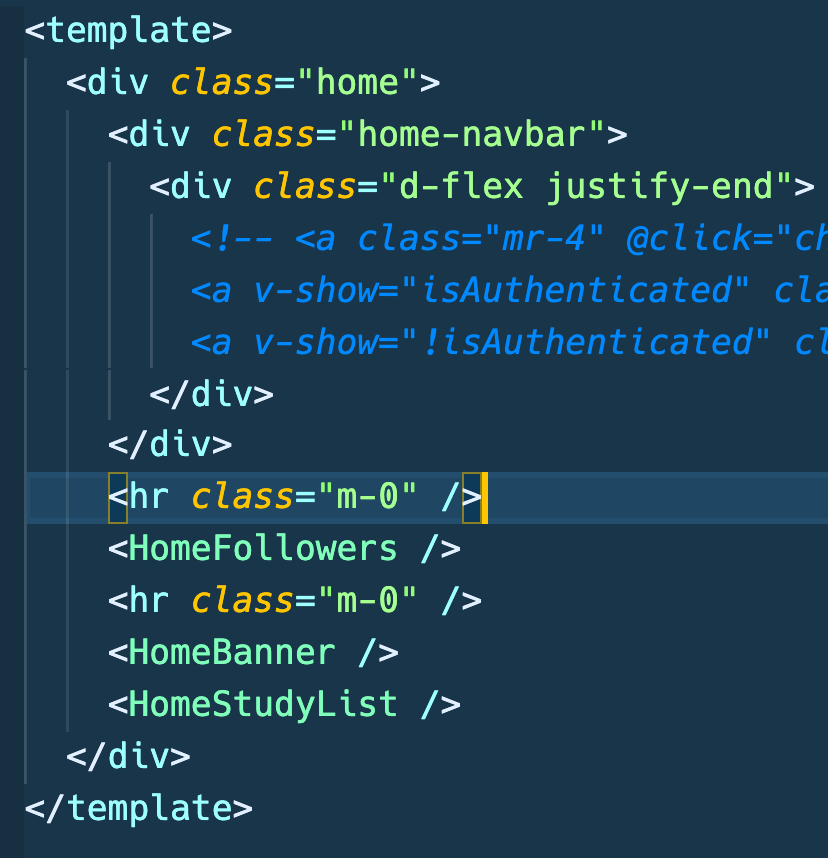 <template>
<div class="home">
<div class="home-navbar">
<div class="d-flex justify-end">
<!-- <a class="mr-4" @click="ch
<a v-show="isAuthenticated" cla
<a v-show="!isAuthenticated" cl
</div>
</div>
<hr class="m-0" />
<HomeFollowers />
<hr class="m-0" />
<HomeBanner />
<HomeStudyList />
</div>
</template>